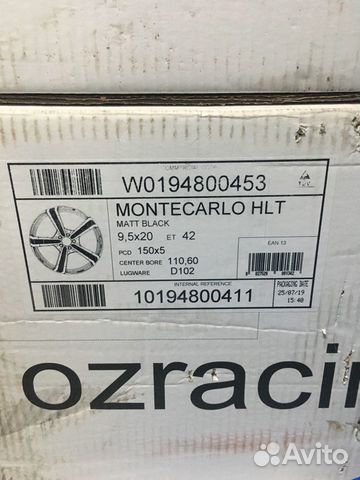 W0194800453
MONTECARLO HLT
MATT BLACK
9,5x20 ET 42
PCD 150x5
CENTER BORE 110,60
LUGWARE D102
EAN 13
INTERNAL REFERENCE
10194800411
PACKAGING DATE
25/07/19
15:40
ozracin
Avito